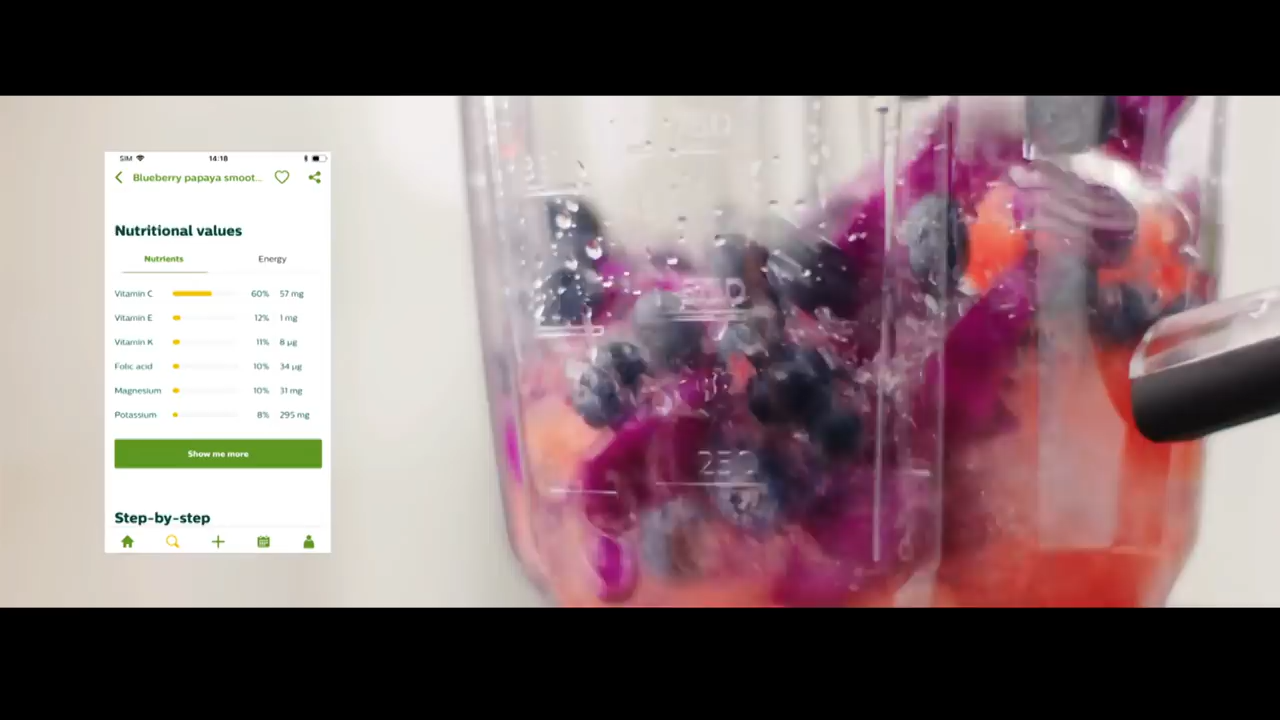 SIM 14:18
Blueberry papaya smoot...
Nutritional values
Nutrients Energy
Vitamin C 60% 57 mg
Vitamin E 12% 1 mg
Vitamin K 11% 8 µg
Folic acid 10% 34 µg
Magnesium 10% 31 mg
Potassium 8% 295 mg
Show me more
Step-by-step
250